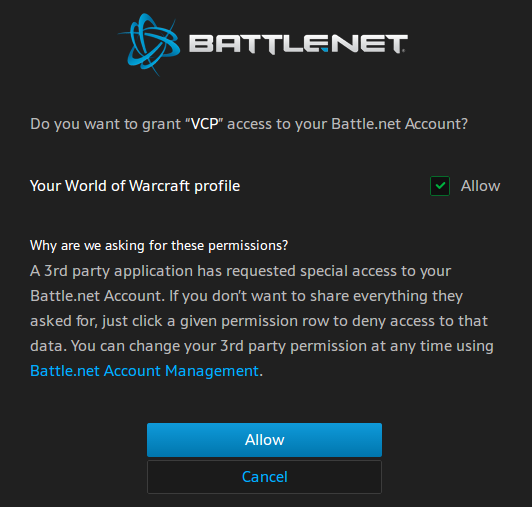 BATTLE.NET
Do you want to grant “VCP” access to your Battle.net Account?
Your World of Warcraft profile
Allow
Why are we asking for these permissions?
A 3rd party application has requested special access to your
Battle.net Account. If you don’t want to share everything they
asked for, just click a given permission row to deny access to that
data. You can change your 3rd party permission at any time using
Battle.net Account Management.
Allow
Cancel